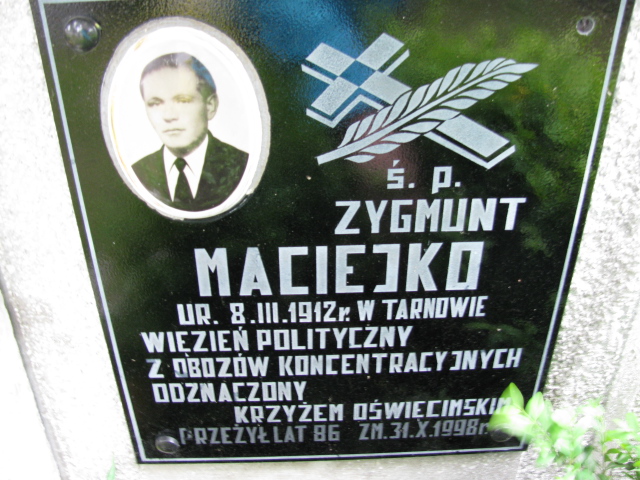 Ś. P.
ZYGMUNT
MACIEJKO
UR. 8.III.1912r. W TARNOWIE
WIĘZIEŃ POLITYCZNY
Z OBOZÓW KONCENTRACYJNYCH
ODZNACZONY
KRZYŻEM OŚWIĘCIMSKIM
PRZEŻYŁ LAT 86 ZM. 31.X.1998r.